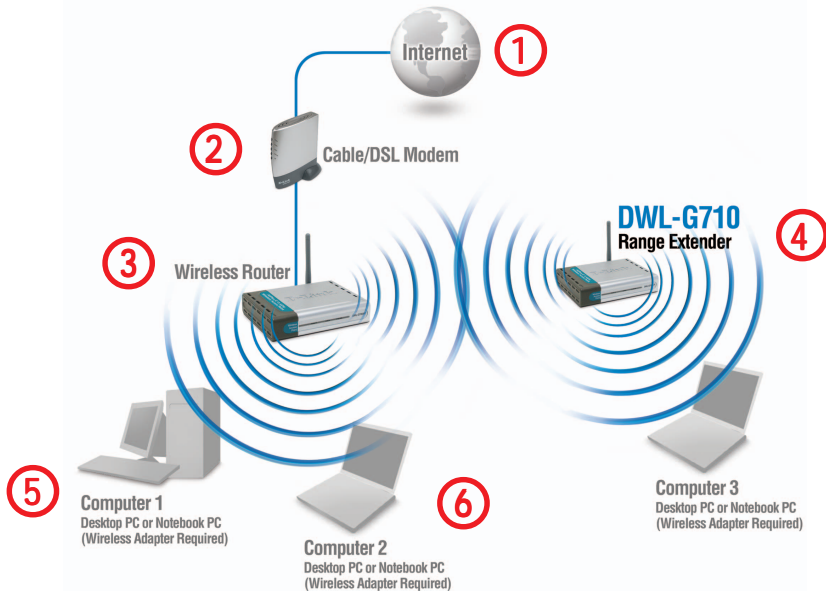 Internet
1
2
Cable/DSL Modem
DWL-G710
Range Extender
4
3
Wireless Router
5
Computer 1
Desktop PC or Notebook PC
(Wireless Adapter Required)
6
Computer 2
Desktop PC or Notebook PC
(Wireless Adapter Required)
Computer 3
Desktop PC or Notebook PC
(Wireless Adapter Required)